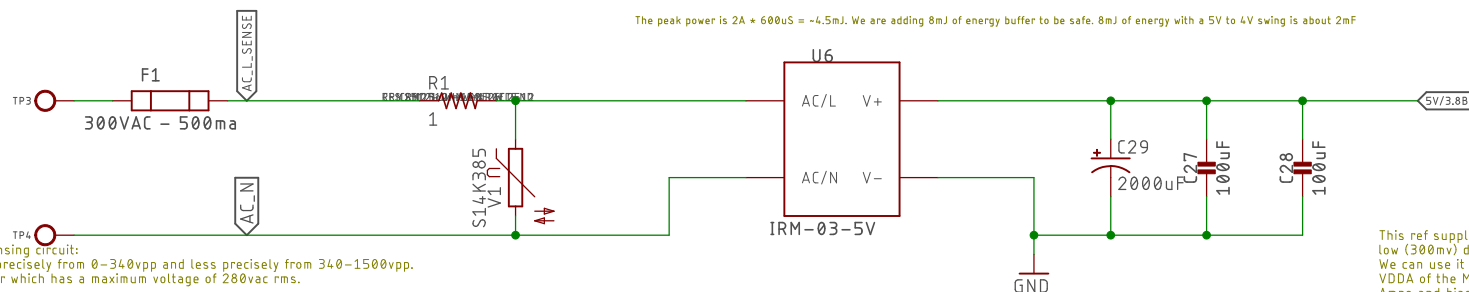 The peak power is 2A * 600uS = ~4.5mJ. We are adding 8mJ of energy buffer to be safe. 8mJ of energy with a 5V to 4V swing is about 2mF
AC_L_SENSE
U6
F1
R1
TP3
AC/L V+
5V/3.8B
300VAC - 500ma
1
C29
2000uF
C27
100uF
C28
100uF
S14K385
V1
AC_N
AC/N V-
TP4
IRM-03-5V
nsing circuit:
precisely from 0-340vpp and less precisely from 340-1500vpp.
r which has a maximum voltage of 280vac rms.
GND
This ref suppl
low (300mv) d
We can use it
VDDA of the M